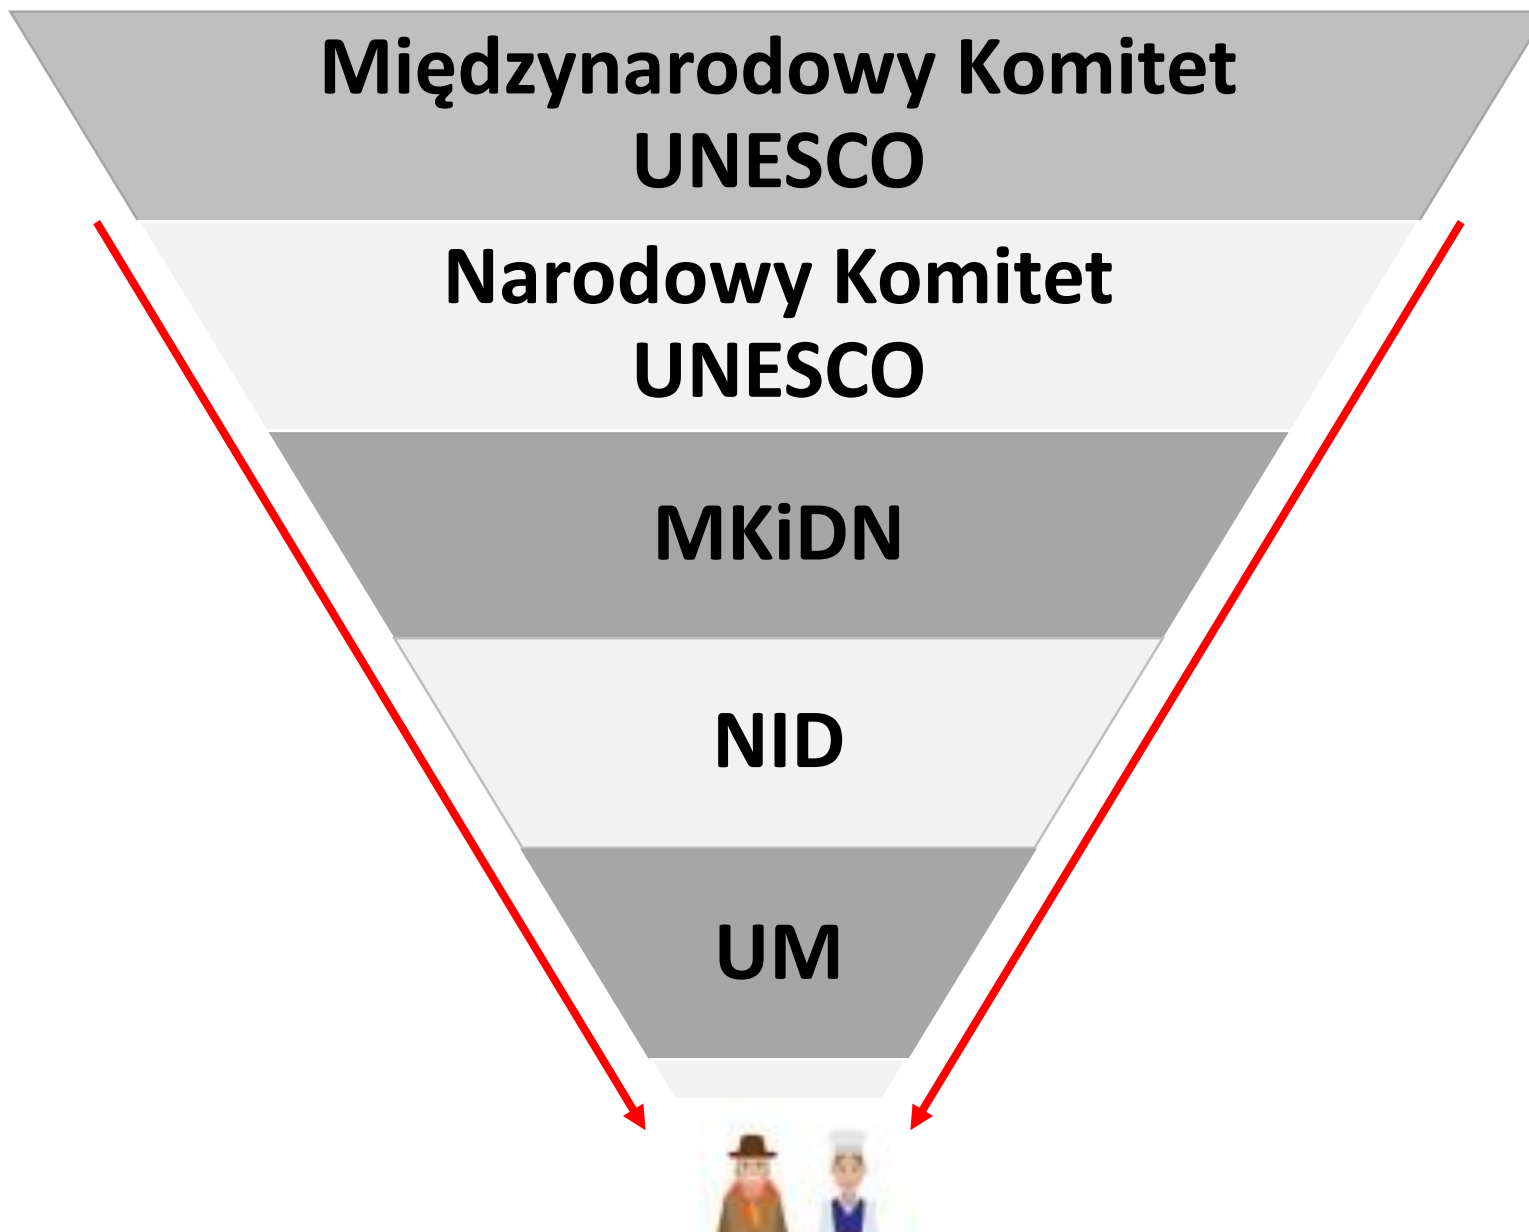 Międzynarodowy Komitet
UNESCO
Narodowy Komitet
UNESCO
MKiDN
NID
UM